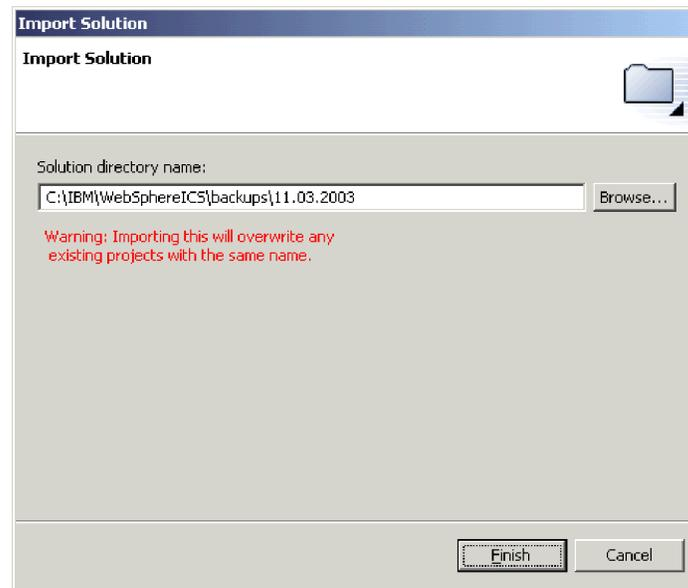 Import Solution
Import Solution
Solution directory name:
C:\IBM\WebSphereICS\backups\11.03.2003
Browse...
Warning: Importing this will overwrite any
existing projects with the same name.
Finish
Cancel